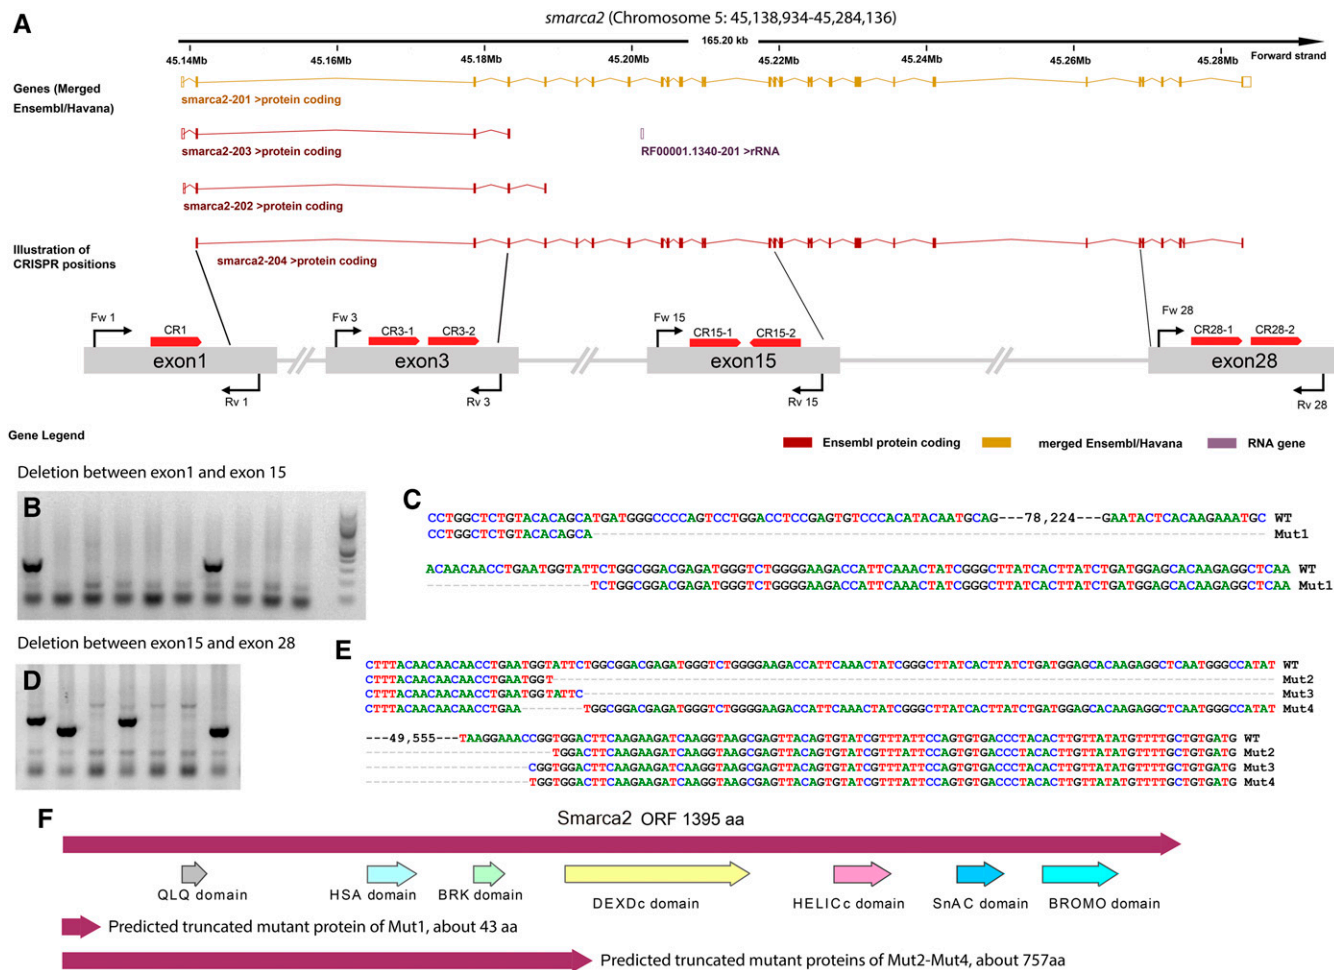 A
smarca2 (Chromosome 5: 45,138,934-45,284,136)
165.20 kb
Forward strand
45.14Mb 45.16Mb 45.18Mb 45.20Mb 45.22Mb 45.24Mb 45.26Mb 45.28Mb
Genes (Merged
Ensembl/Havana)
smarca2-201 >protein coding
smarca2-203 >protein coding
RF00001.1340-201 >rRNA
smarca2-202 >protein coding
Illustration of
CRISPR positions
smarca2-204 >protein coding
Fw 1 CR1 Fw 3 CR3-1 CR3-2 Fw 15 CR15-1 CR15-2 Fw 28 CR28-1 CR28-2
exon1 exon3 exon15 exon28
Rv 1 Rv 3 Rv 15 Rv 28
Gene Legend
Ensembl protein coding merged Ensembl/Havana RNA gene
Deletion between exon1 and exon 15
B
C
CCTGGCTCTGTACACAGCATGATGGGCCCCAGTCCTGGACCTCCGAGTGTCCCACATACAATGCAG---78,224---GAATACTCACAAGAAATGC WT
CCTGGCTCTGTACACAGCA Mut1
ACAACAACCTGAATGGTATTCTGGCGGACGAGATGGGTCTGGGGAAGACCATTCAAACTATCGGGCTTATCACTTATCTGATGGAGCACAAGAGGCTCAA WT
TCTGGCGGACGAGATGGGTCTGGGGAAGACCATTCAAACTATCGGGCTTATCACTTATCTGATGGAGCACAAGAGGCTCAA Mut1
Deletion between exon15 and exon 28
D
E
CTTTACAACAACAACCTGAATGGTATTCTGGCGGACGAGATGGGTCTGGGGAAGACCATTCAAACTATCGGGCTTATCACTTATCTGATGGAGCACAAGAGGCTCAATGGGCCATAT WT
CTTTACAACAACAACCTGAATGGT Mut2
CTTTACAACAACAACCTGAATGGTATTC Mut3
CTTTACAACAACAACCTGAA--------TGGCGGACGAGATGGGTCTGGGGAAGACCATTCAAACTATCGGGCTTATCACTTATCTGATGGAGCACAAGAGGCTCAATGGGCCATAT Mut4
---49,555---TAAGGAAACCGGTGGACTTCAAGAAGATCAAGGTAAGCGAGTTACAGTGTATCGTTTATTCCAGTGTGACCCTACACTTGTTATATGTTTTGCTGTGATG WT
TGGACTTCAAGAAGATCAAGGTAAGCGAGTTACAGTGTATCGTTTATTCCAGTGTGACCCTACACTTGTTATATGTTTTGCTGTGATG Mut2
CGGTGGACTTCAAGAAGATCAAGGTAAGCGAGTTACAGTGTATCGTTTATTCCAGTGTGACCCTACACTTGTTATATGTTTTGCTGTGATG Mut3
TGGTGGACTTCAAGAAGATCAAGGTAAGCGAGTTACAGTGTATCGTTTATTCCAGTGTGACCCTACACTTGTTATATGTTTTGCTGTGATG Mut4
F
Smarca2 ORF 1395 aa
QLQ domain HSA domain BRK domain DEXDc domain HELICc domain SnAC domain BROMO domain
Predicted truncated mutant protein of Mut1, about 43 aa
Predicted truncated mutant proteins of Mut2-Mut4, about 757aa